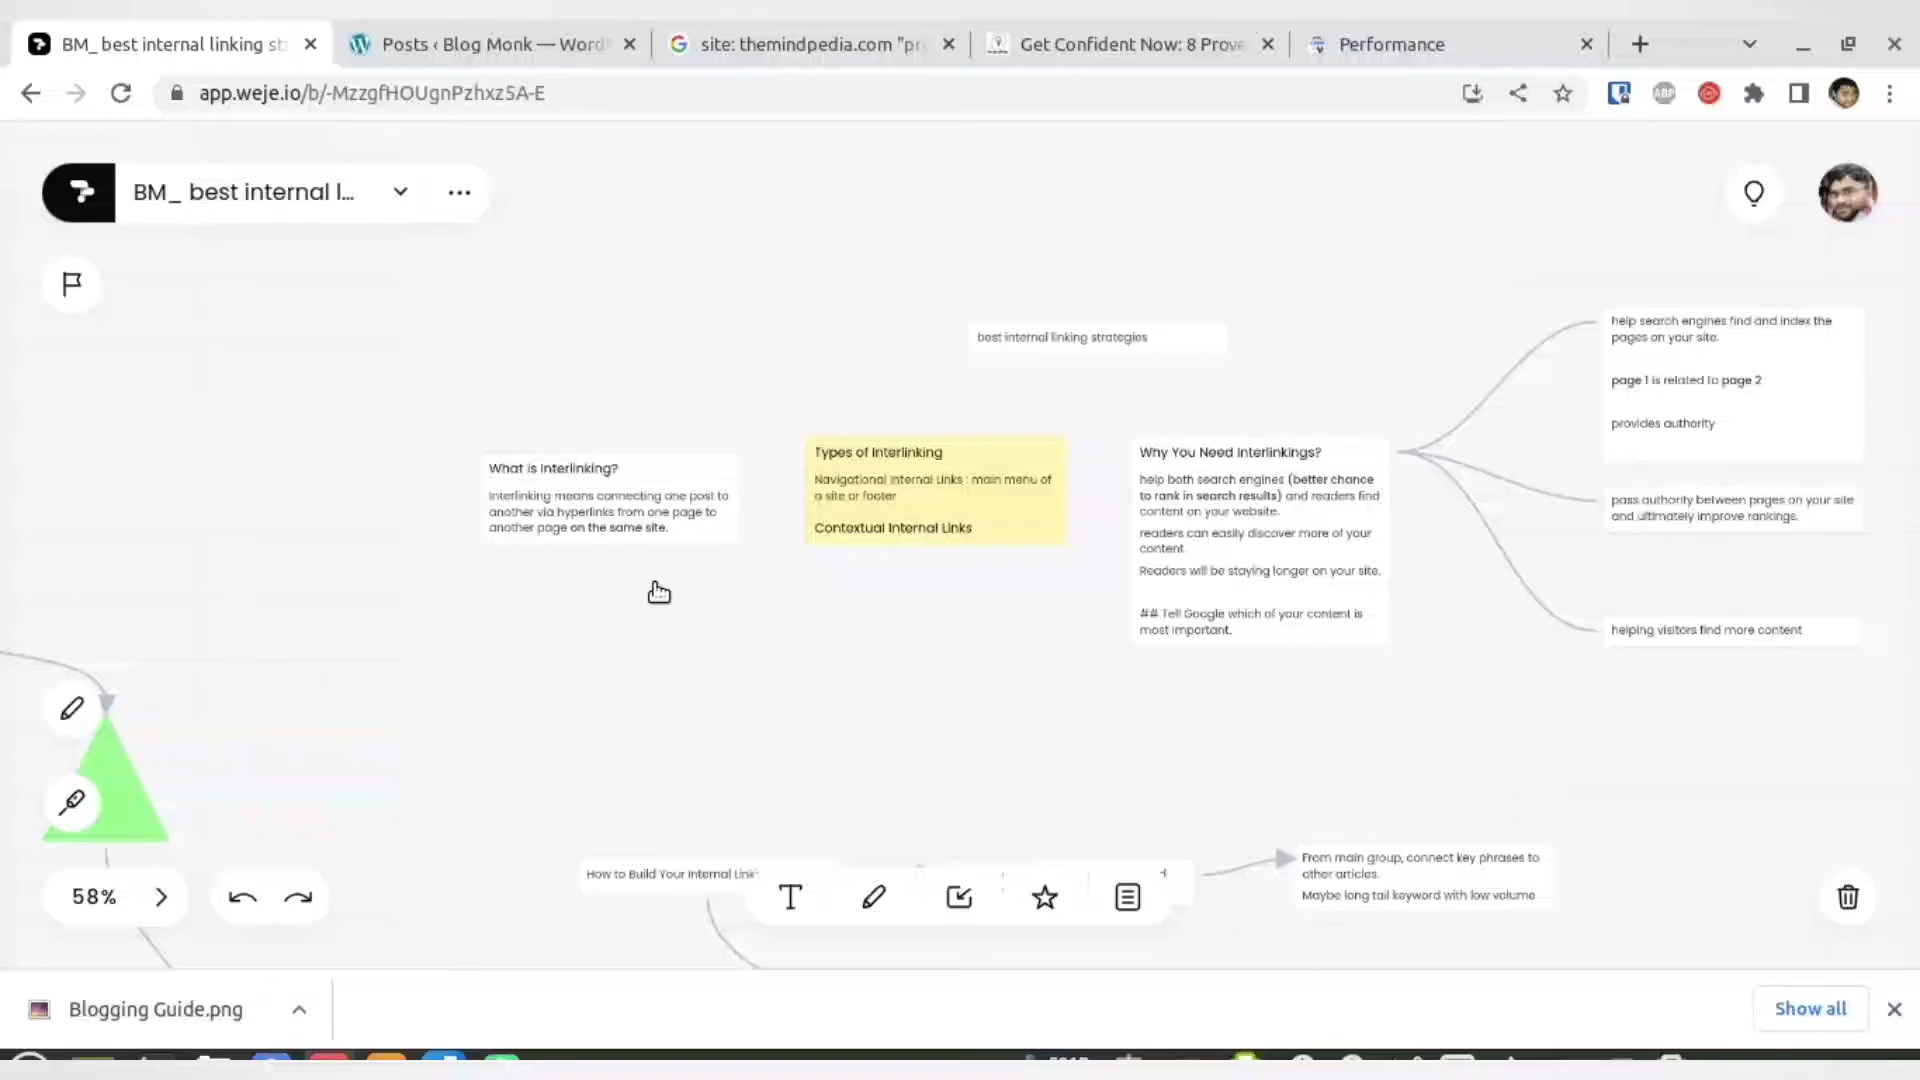 BM_ best internal linking st
Posts ‹ Blog Monk — Word
site: themindpedia.com "pr
Get Confident Now: 8 Prove
Performance
app.weje.io/b/-MzzgfHOUgnPzhxz5A-E
ABP
BM_ best internal l...
best internal linking strategies
help search engines find and index the
pages on your site.
page 1 is related to page 2
provides authority
What is Interlinking?
Interlinking means connecting one post to
another via hyperlinks from one page to
another page on the same site.
Types of Interlinking
Navigational Internal Links : main menu of
a site or footer
Contextual Internal Links
Why You Need Interlinkings?
help both search engines (better chance
to rank in search results) and readers find
content on your website.
readers can easily discover more of your
content.
Readers will be staying longer on your site.
## Tell Google which of your content is
most important.
pass authority between pages on your site
and ultimately improve rankings.
helping visitors find more content
How to Build Your Internal Link
From main group, connect key phrases to
other articles.
Maybe long tail keyword with low volume
58%
Blogging Guide.png
Show all